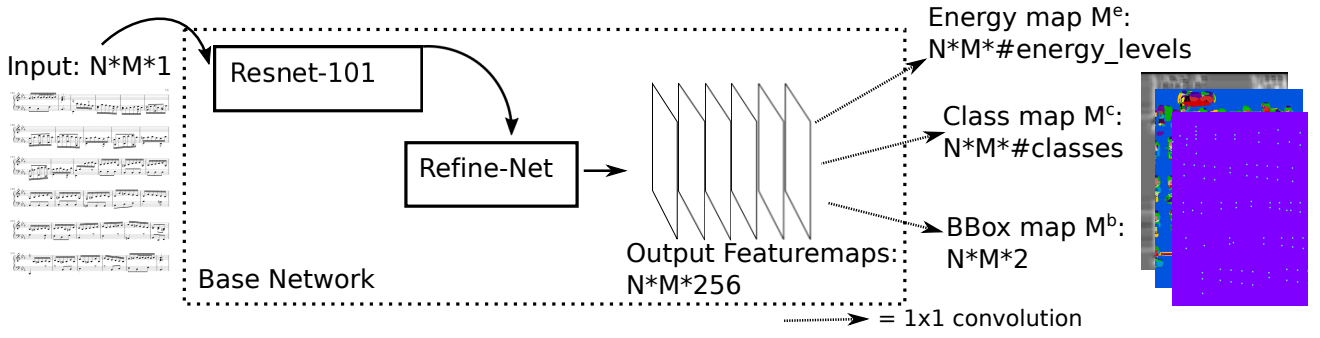 Input: N*M*1
Resnet-101
Refine-Net
Base Network
Output Featuremaps:
N*M*256
Energy map Mᵉ:
N*M*#energy_levels
Class map Mᶜ:
N*M*#classes
BBox map Mᵇ:
N*M*2
= 1x1 convolution